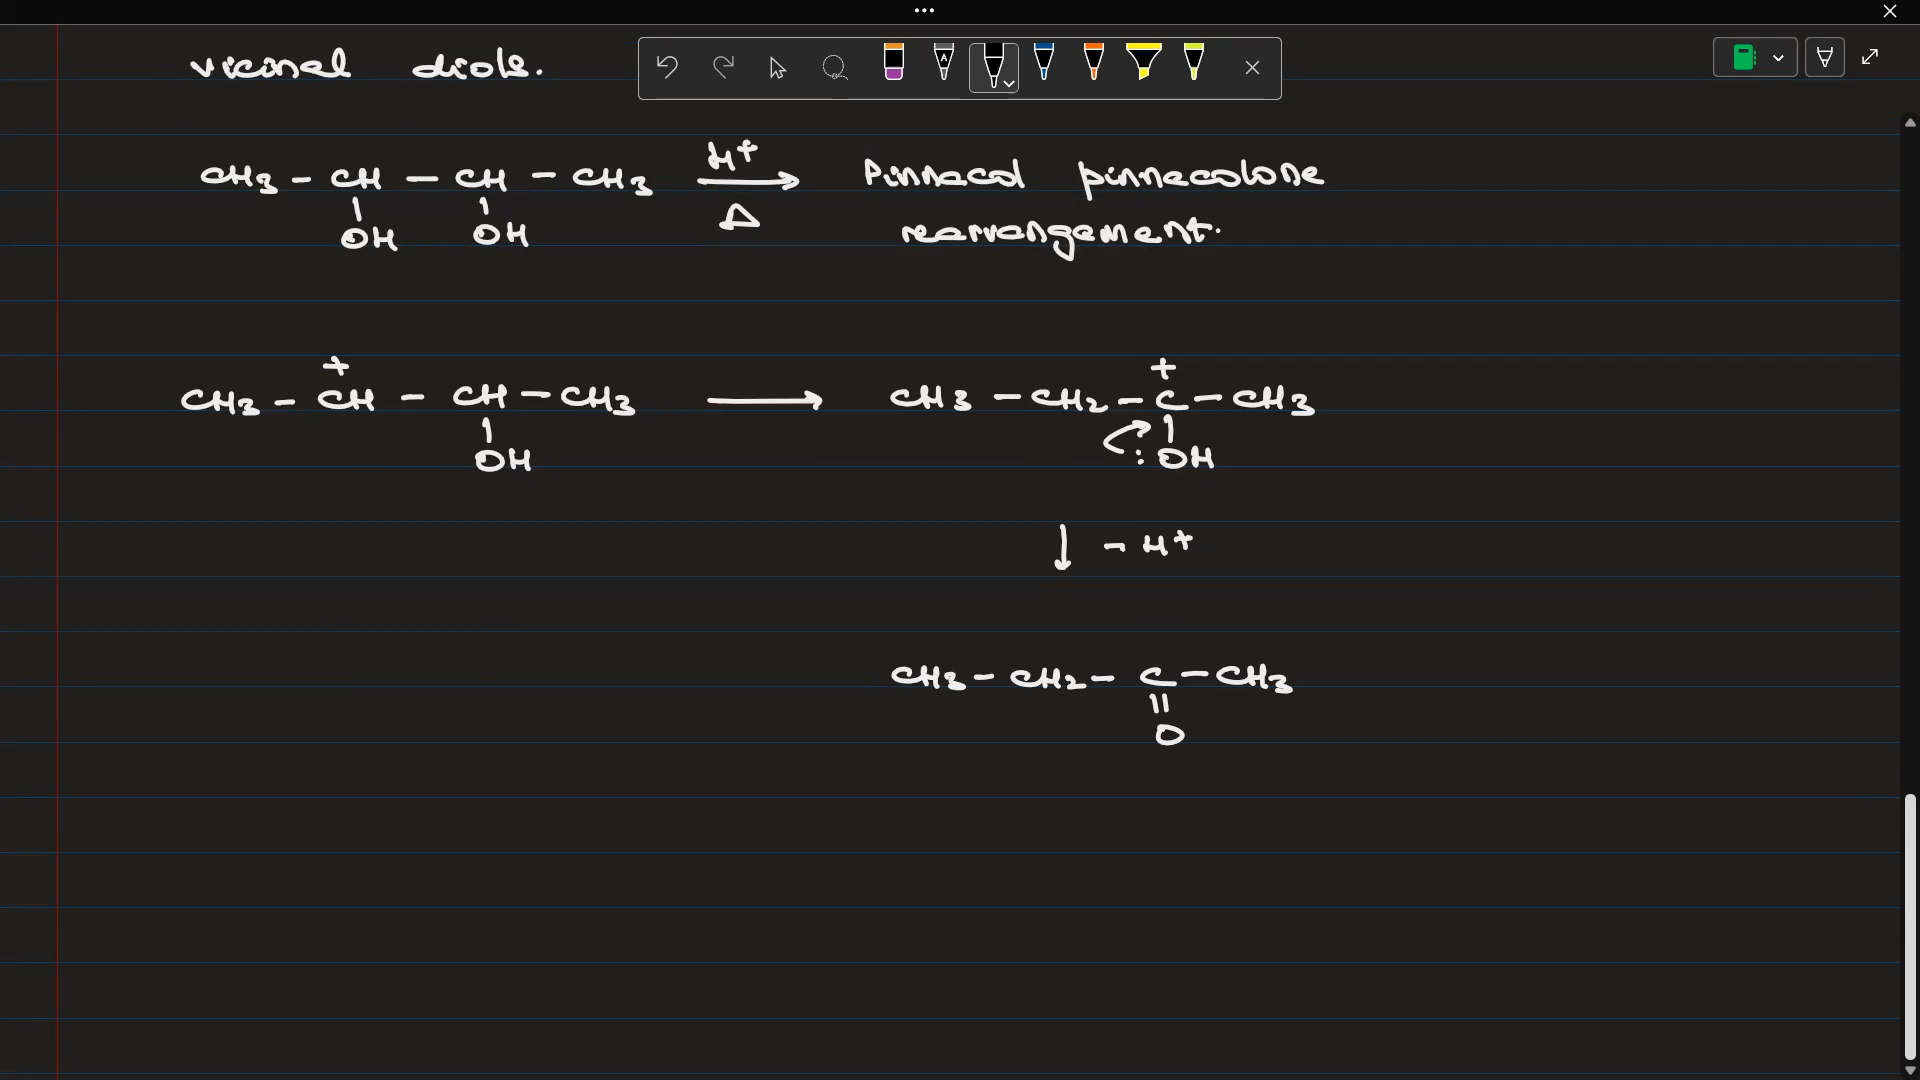 vicinal diols.
H+
CH3 - CH - CH - CH3 ⟶ Pinnacol pinnecolone
Δ
OH OH
rearrangement.
+ +
CH3 - CH - CH - CH3 ⟶ CH3 - CH2 - C - CH3
OH :OH
↓ - H+
CH3 - CH2 - C - CH3
O